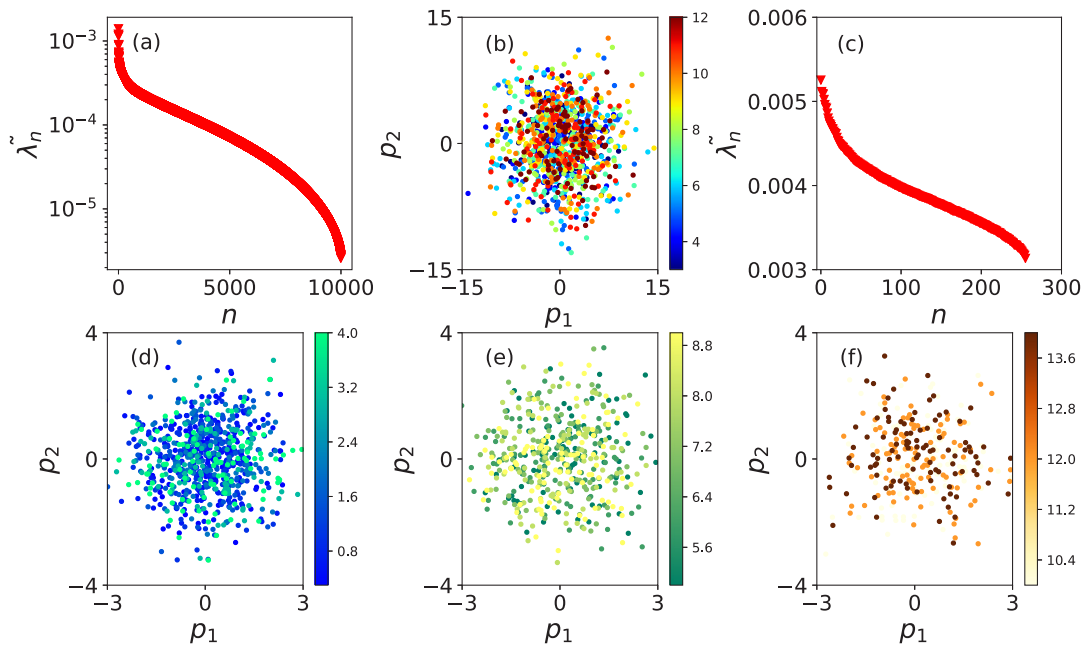 (a)
10⁻³
10⁻⁴
10⁻⁵
λ̃ₙ
0 5000 10000
n
(b)
15
0
−15
p₂
−15 0 15
p₁
12
10
8
6
4
(c)
0.006
0.005
0.004
0.003
λ̃ₙ
0 100 200 300
n
(d)
4
0
−4
p₂
−3 0 3
p₁
4.0
3.2
2.4
1.6
0.8
(e)
4
0
−4
p₂
−3 0 3
p₁
8.8
8.0
7.2
6.4
5.6
(f)
4
0
−4
p₂
−3 0 3
p₁
13.6
12.8
12.0
11.2
10.4